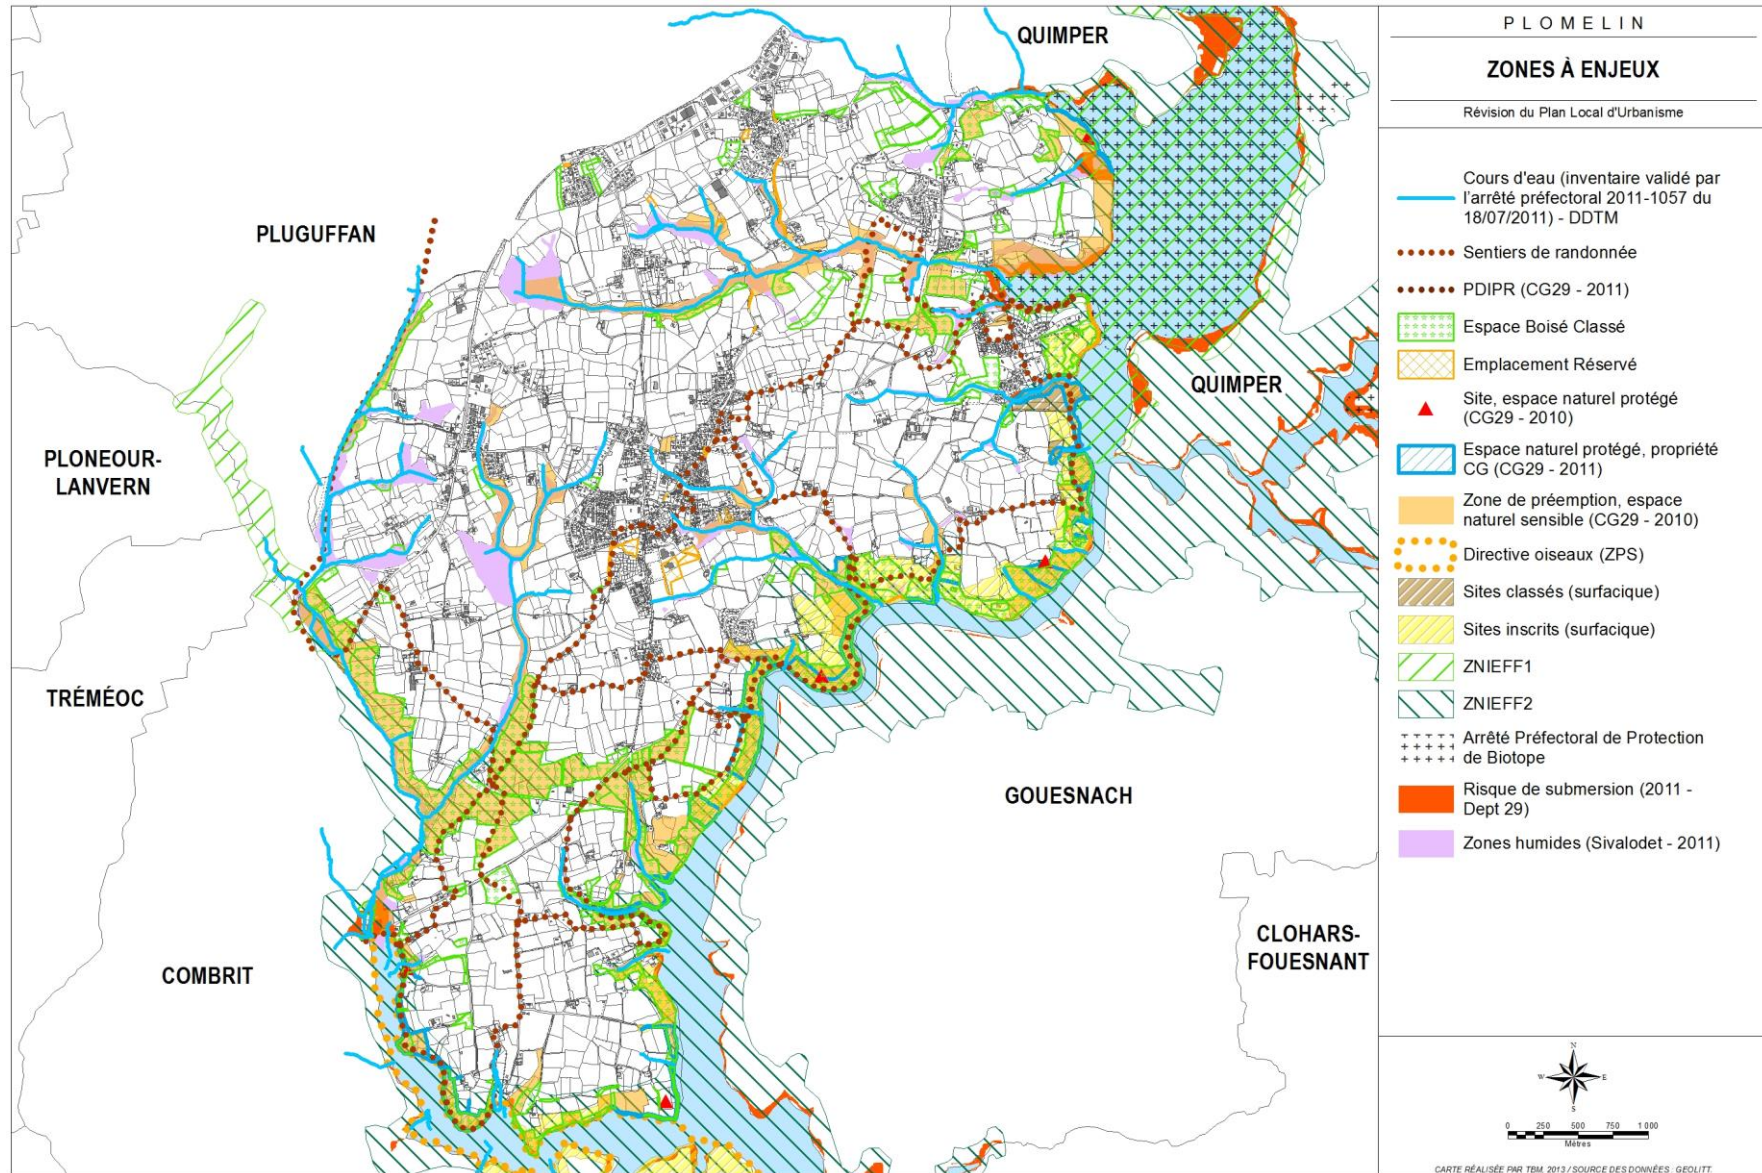 QUIMPER
PLUGUFFAN
QUIMPER
PLONEOUR-
LANVERN
TRÉMÉOC
GOUESNACH
CLOHARS-
FOUESNANT
COMBRIT
PLOMELIN
ZONES À ENJEUX
Révision du Plan Local d'Urbanisme
Cours d'eau (inventaire validé par
l'arrêté préfectoral 2011-1057 du
18/07/2011) - DDTM
Sentiers de randonnée
PDIPR (CG29 - 2011)
Espace Boisé Classé
Emplacement Réservé
Site, espace naturel protégé
(CG29 - 2010)
Espace naturel protégé, propriété
CG (CG29 - 2011)
Zone de préemption, espace
naturel sensible (CG29 - 2010)
Directive oiseaux (ZPS)
Sites classés (surfacique)
Sites inscrits (surfacique)
ZNIEFF1
ZNIEFF2
Arrêté Préfectoral de Protection
de Biotope
Risque de submersion (2011 -
Dept 29)
Zones humides (Sivalodet - 2011)
N
W E
S
0 250 500 750 1 000
Mètres
CARTE RÉALISÉE PAR TBM, 2013 / SOURCE DES DONNÉES : GEOLITT.